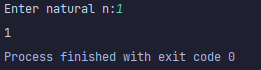 Enter natural n:1
1
Process finished with exit code 0